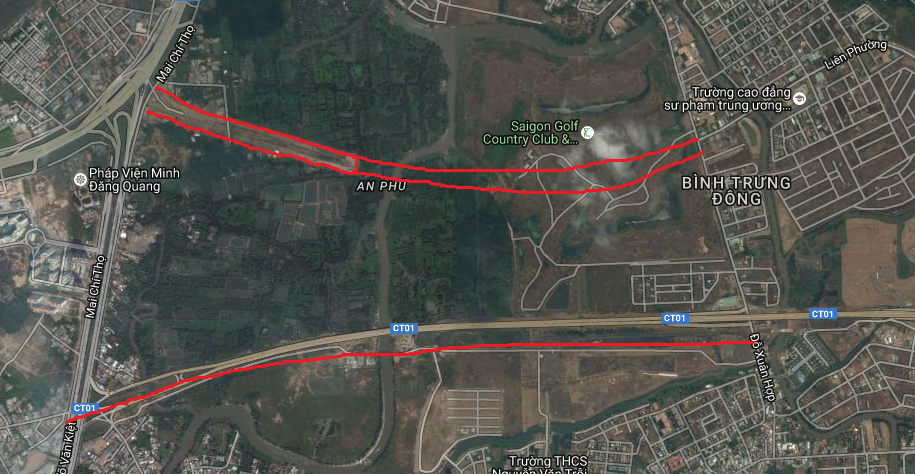 Mai Chí Thọ
Liên Phường
Trường cao đẳng
sư phạm trung ương...
Saigon Golf
Country Club &...
Pháp Viện Minh
Đăng Quang
AN PHU
BÌNH TRƯNG
ĐÔNG
Mai Chí Thọ
CT01
CT01
CT01
Đỗ Xuân Hợp
CT01
Võ Văn Kiệt
Trường THCS
Nguyễn Văn Trỗi